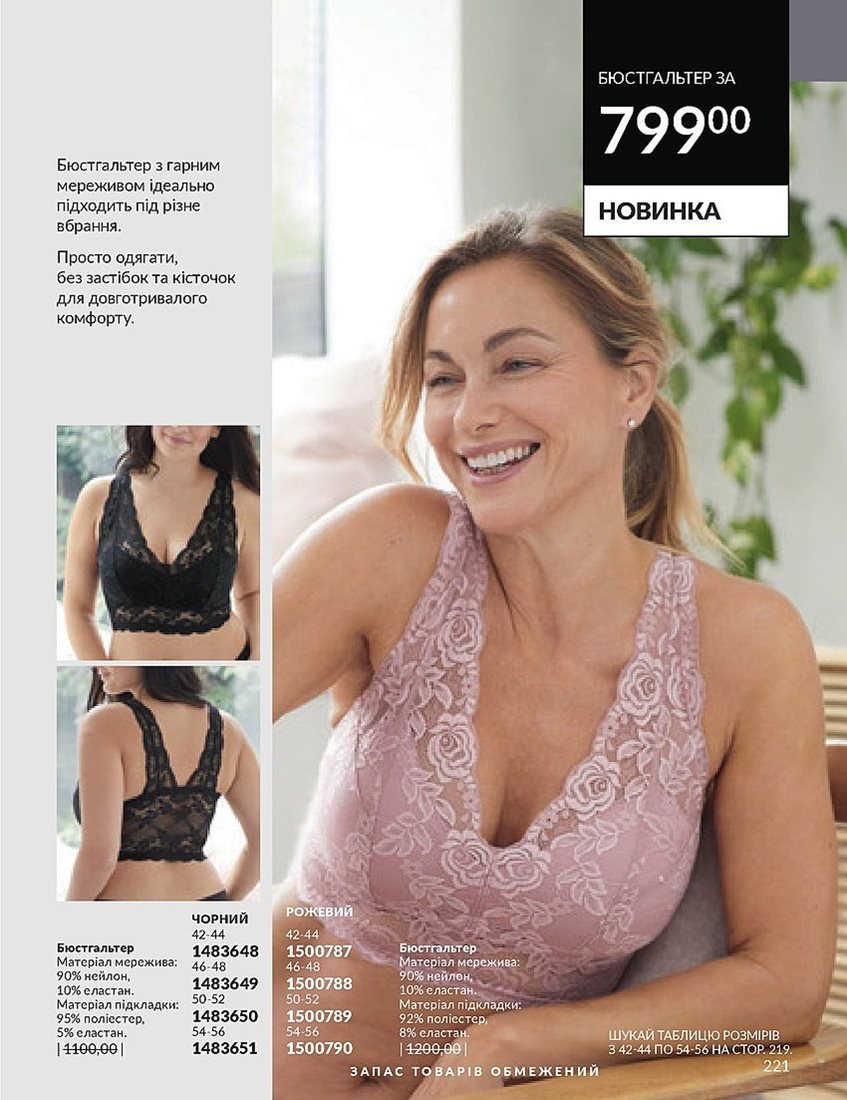 БЮСТГАЛЬТЕР ЗА
799⁰⁰
НОВИНКА
Бюстгальтер з гарним
мереживом ідеально
підходить під різне
вбрання.
Просто одягати,
без застібок та кісточок
для довготривалого
комфорту.
Бюстгальтер
Матеріал мережива:
90% нейлон,
10% еластан.
Матеріал підкладки:
95% поліестер,
5% еластан.
| 1100,00 |
ЧОРНИЙ
42-44
1483648
46-48
1483649
50-52
1483650
54-56
1483651
РОЖЕВИЙ
42-44
1500787
46-48
1500788
50-52
1500789
54-56
1500790
Бюстгальтер
Матеріал мережива:
90% нейлон,
10% еластан.
Матеріал підкладки:
92% поліестер,
8% еластан.
| 1200,00 |
ШУКАЙ ТАБЛИЦЮ РОЗМІРІВ
З 42-44 ПО 54-56 НА СТОР. 219.
ЗАПАС ТОВАРІВ ОБМЕЖЕНИЙ
221